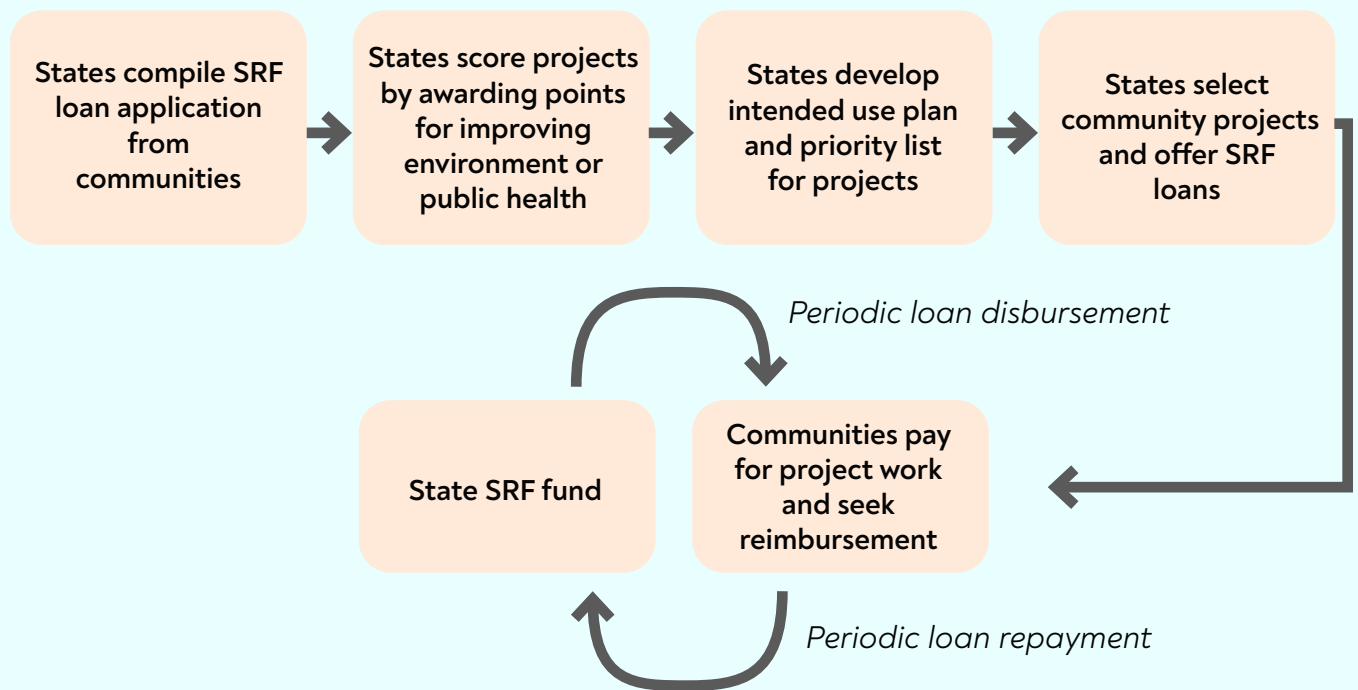 States compile SRF
loan application
from
communities
States score projects
by awarding points
for improving
environment or
public health
States develop
intended use plan
and priority list
for projects
States select
community projects
and offer SRF
loans
Periodic loan disbursement
State SRF fund
Communities pay
for project work
and seek
reimbursement
Periodic loan repayment